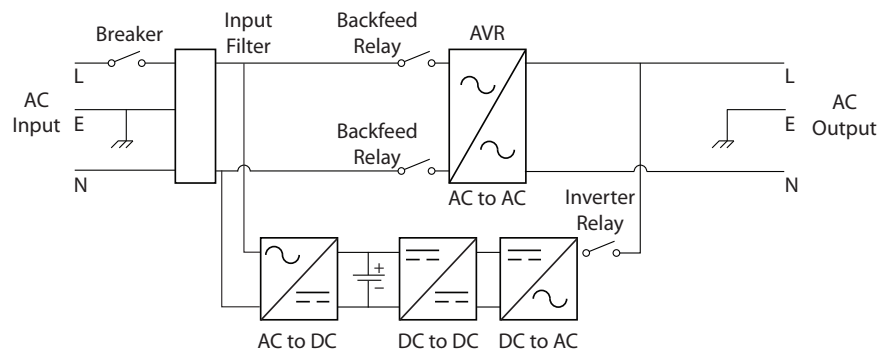 Breaker
Input
Filter
Backfeed
Relay
AVR
L
L
AC
Input
E
E
AC
Output
Backfeed
Relay
N
N
AC to AC
Inverter
Relay
+
−
AC to DC
DC to DC
DC to AC